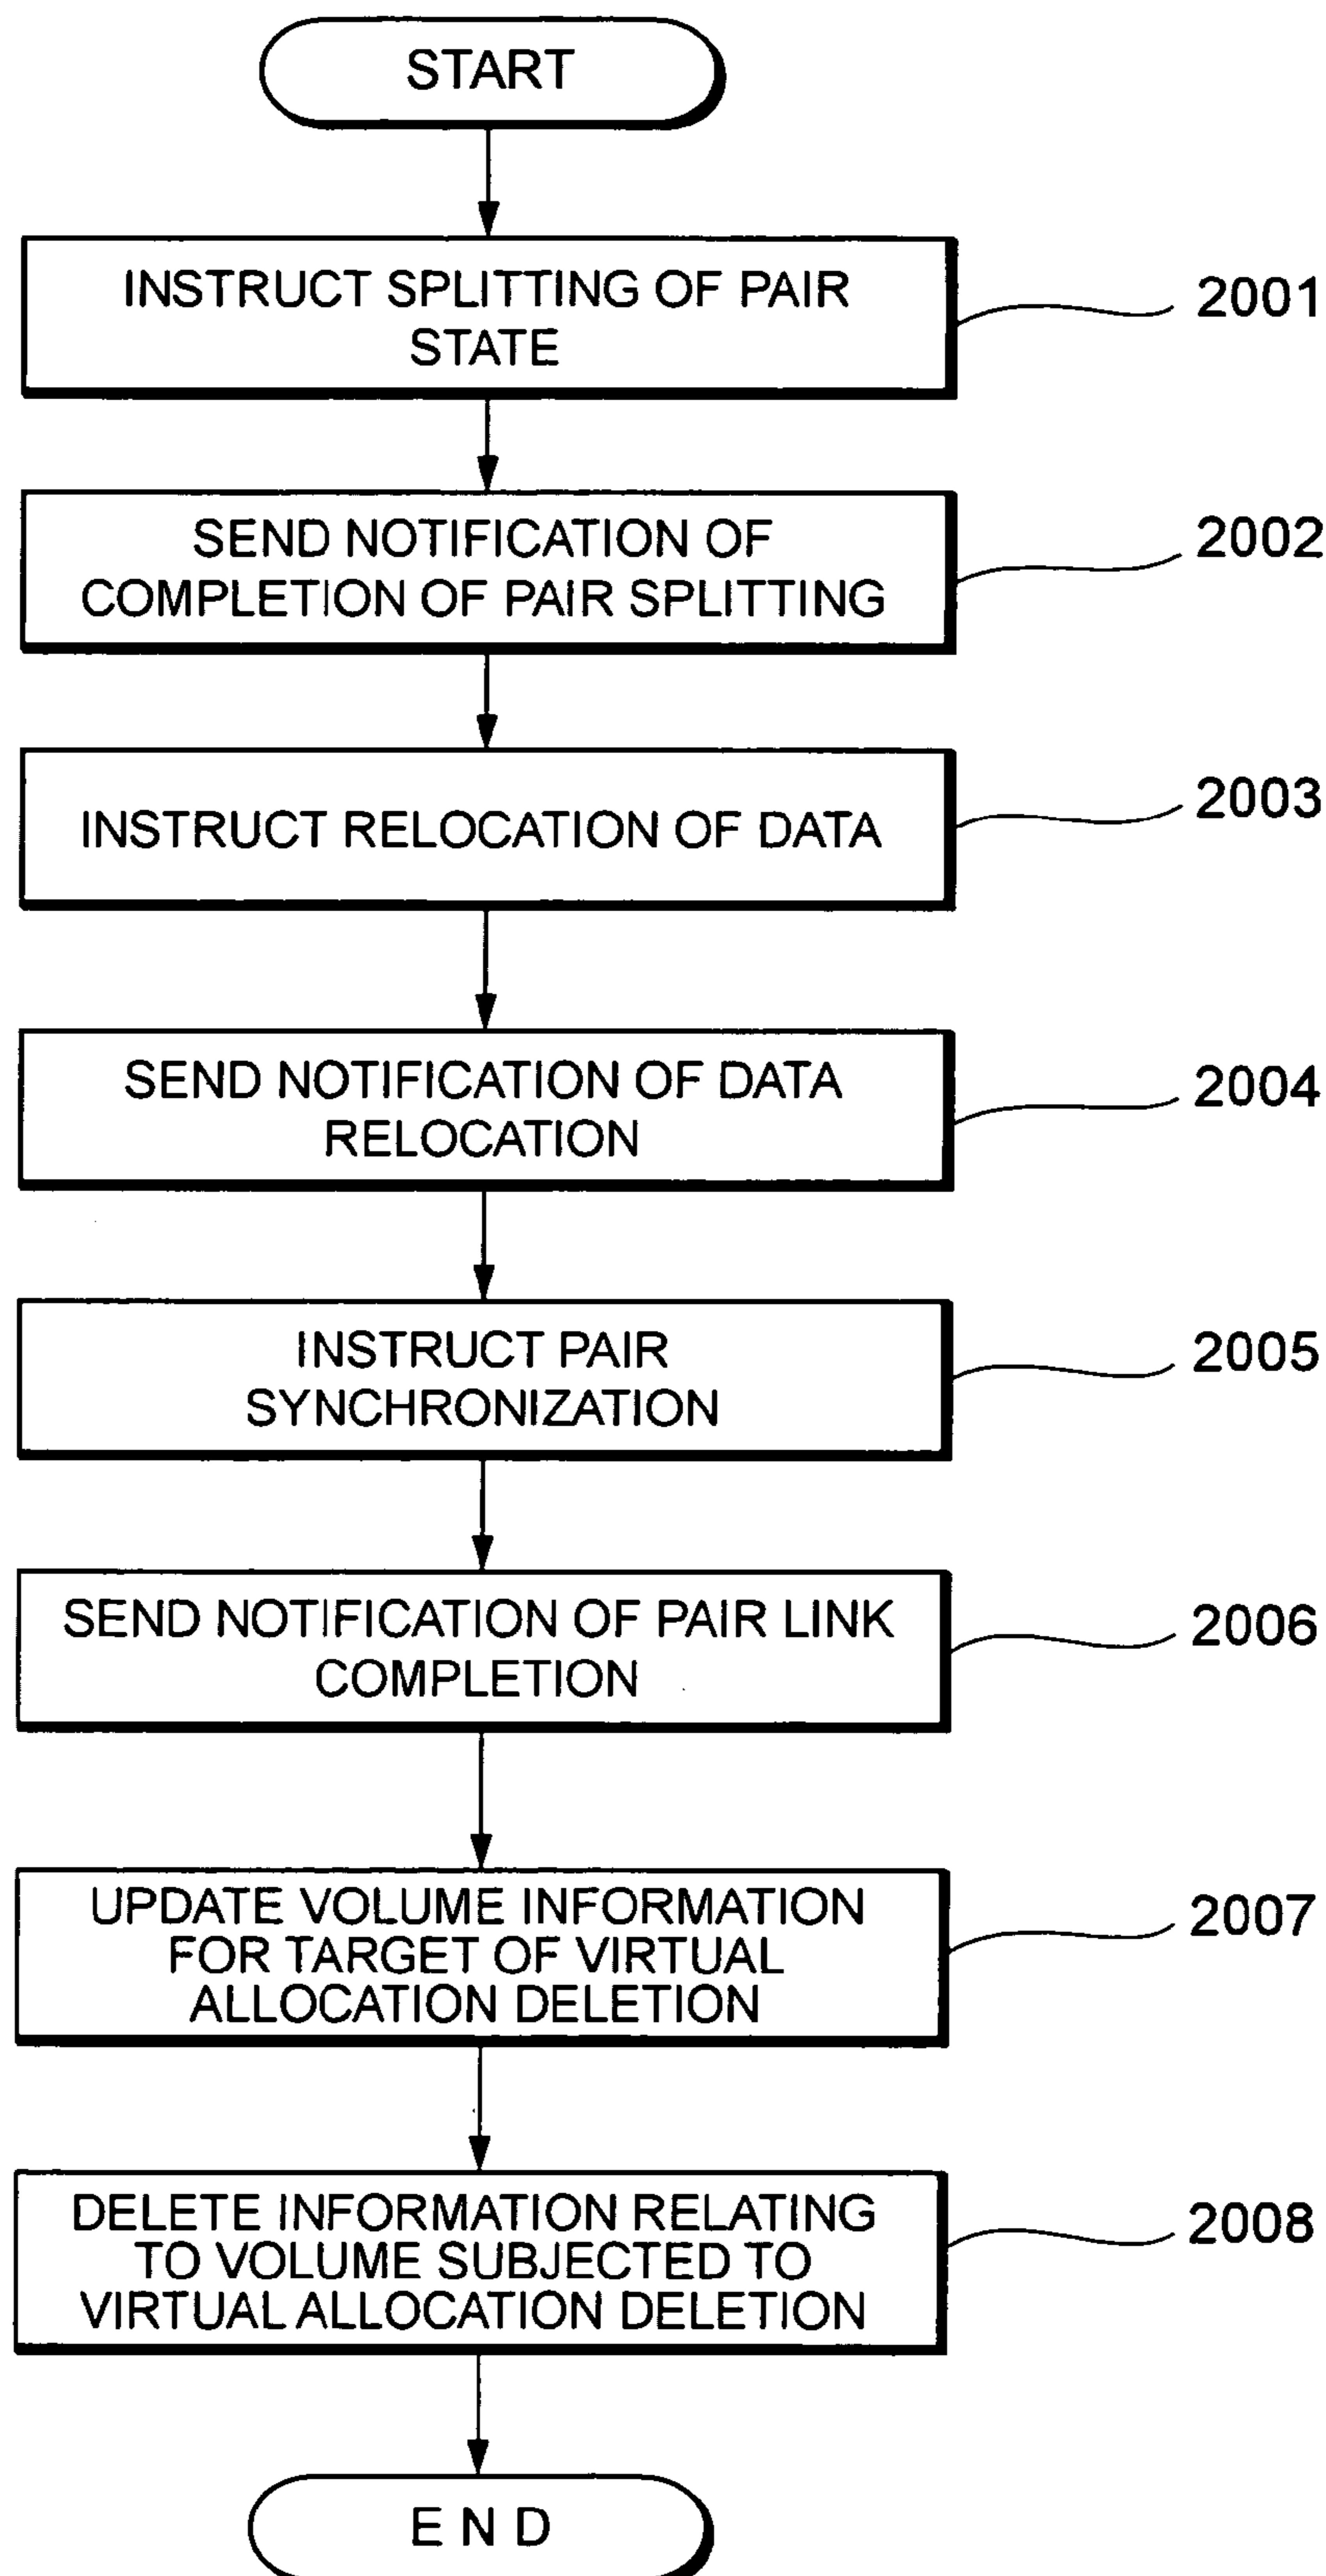 START
INSTRUCT SPLITTING OF PAIR
STATE
2001
SEND NOTIFICATION OF
COMPLETION OF PAIR SPLITTING
2002
INSTRUCT RELOCATION OF DATA
2003
SEND NOTIFICATION OF DATA
RELOCATION
2004
INSTRUCT PAIR
SYNCHRONIZATION
2005
SEND NOTIFICATION OF PAIR LINK
COMPLETION
2006
UPDATE VOLUME INFORMATION
FOR TARGET OF VIRTUAL
ALLOCATION DELETION
2007
DELETE INFORMATION RELATING
TO VOLUME SUBJECTED TO
VIRTUAL ALLOCATION DELETION
2008
END